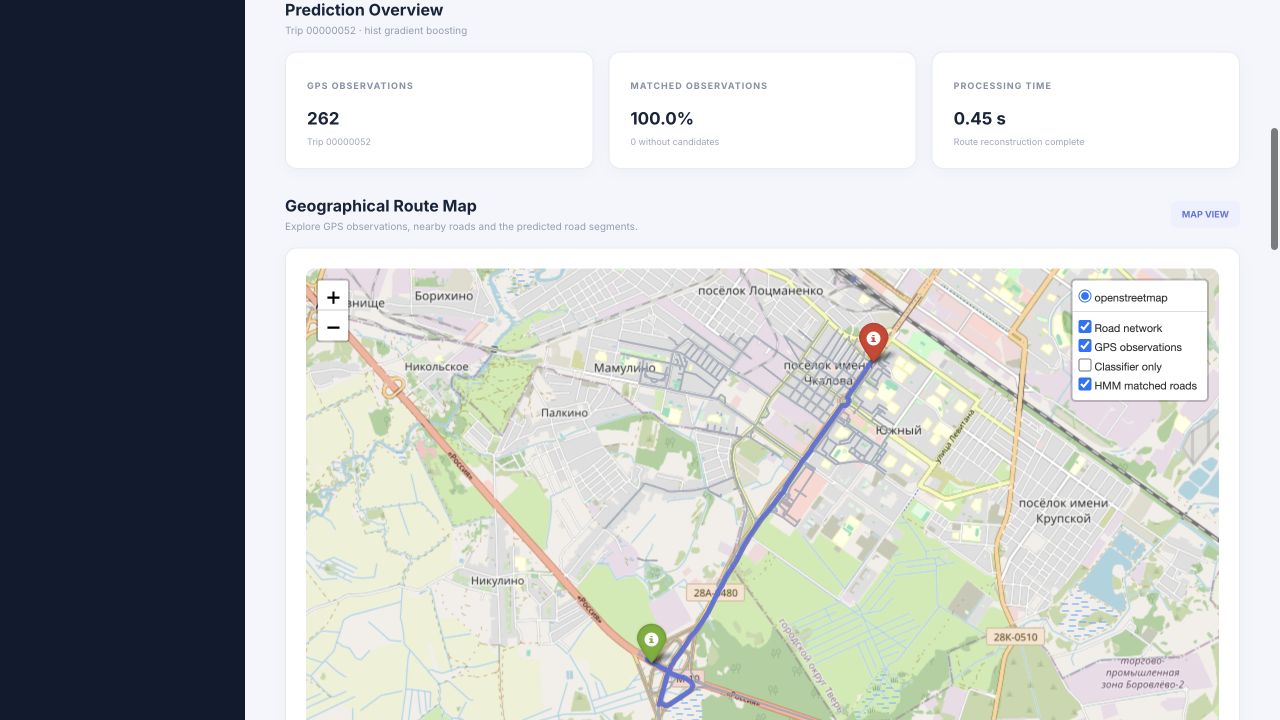 Prediction Overview
Trip 00000052 · hist gradient boosting
GPS OBSERVATIONS
262
Trip 00000052
MATCHED OBSERVATIONS
100.0%
0 without candidates
PROCESSING TIME
0.45 s
Route reconstruction complete
Geographical Route Map
Explore GPS observations, nearby roads and the predicted road segments.
MAP VIEW
+
−
openstreetmap
Road network
GPS observations
Classifier only
HMM matched roads
посёлок Лоцманенко
Борихино
Никольское
Мамулино
посёлок имени
Чкалова
Палкино
Южный
улица Левитана
«Россия»
посёлок имени
Крупской
Никулино
28А-0480
«Россия»
28К-0510
городской округ Тверь
торгово-
промышленная
зона Боровлёво-2
«Россия»